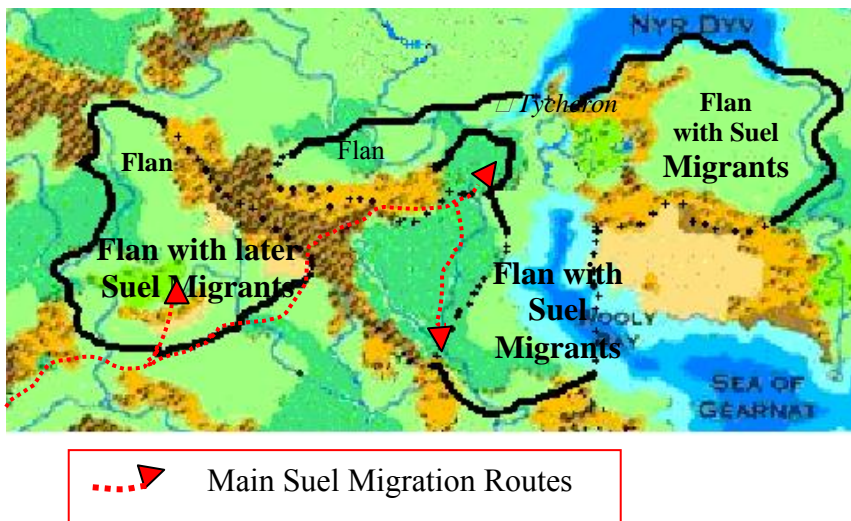 NYR DYV
Tycheron
Flan
with Suel
Migrants
Flan
Flan
Flan with later
Suel Migrants
Flan with
Suel
Migrants
SEA OF
GEARNAT
Main Suel Migration Routes